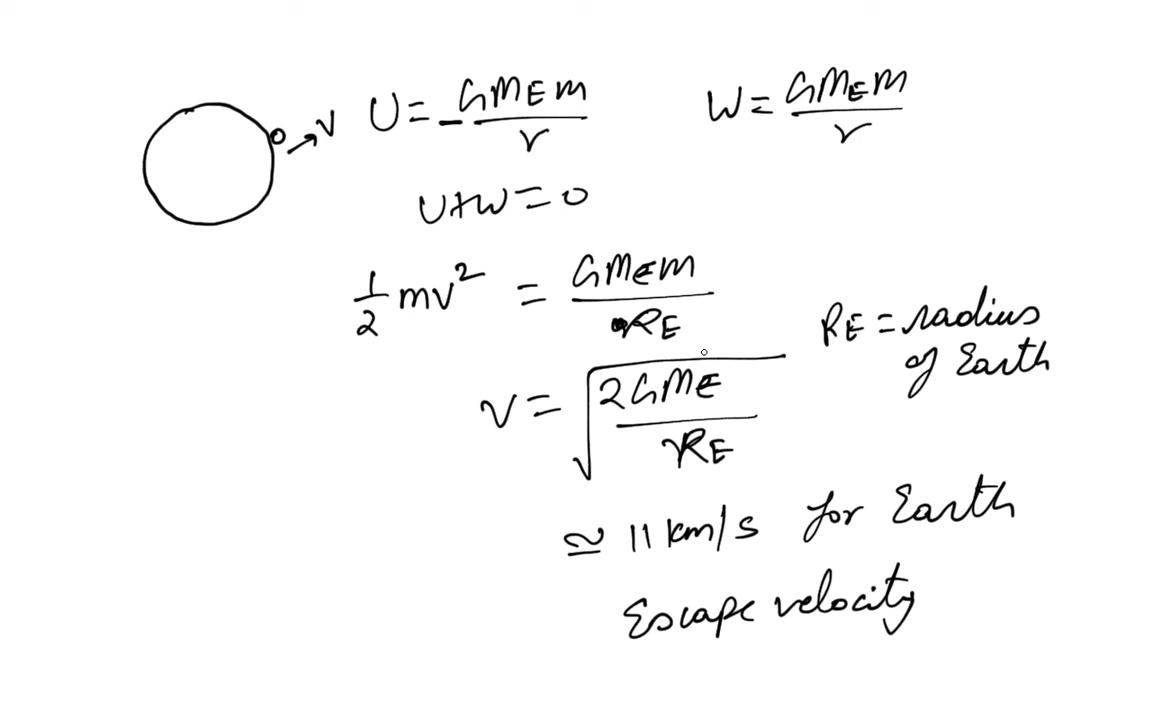 V U = - GMEM / r W = GMEM / r
U+W = 0
1/2 mv² = GMEM / RE
RE = radius
of Earth
V = √(2GME / RE)
≃ 11 km/s for Earth
Escape velocity